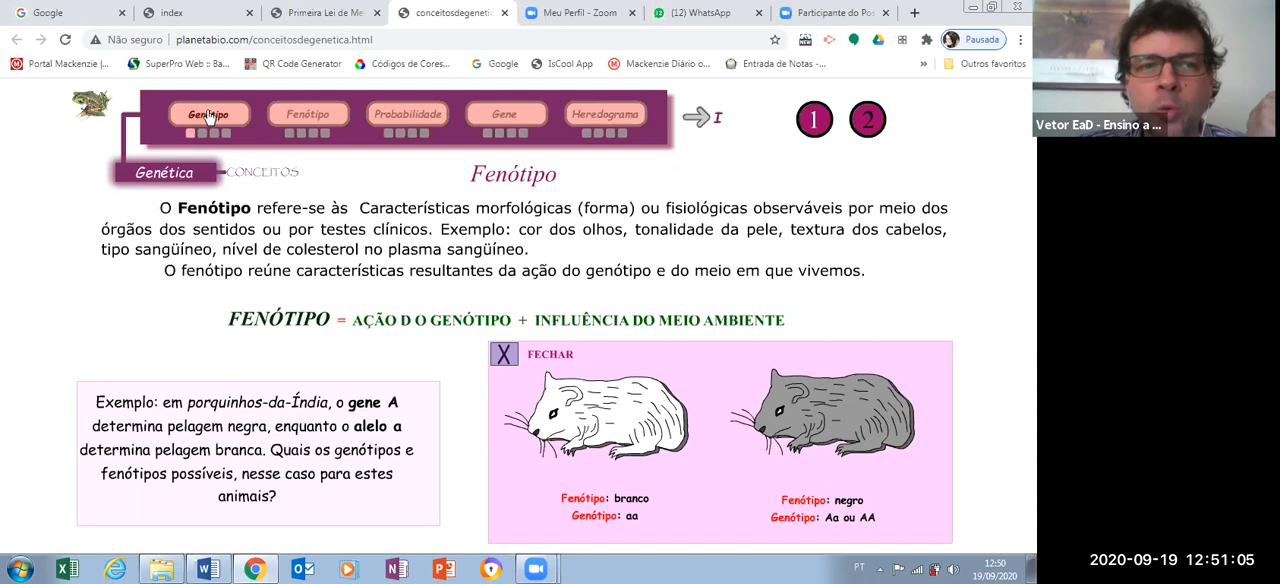 Google
index
Primeira Lei de Me
conceitosdegenetic
Meu Perfil - Zoom
(12) WhatsApp
Participante do Pos
Não seguro
planetabio.com/conceitosdegenetica.html
Pausada
Portal Mackenzie |...
SuperPro Web :: Ba...
QR Code Generator
Códigos de Cores...
Google
IsCool App
Mackenzie Diário o...
Entrada de Notas -...
»
Outros favoritos
Genótipo
Fenótipo
Probabilidade
Gene
Heredograma
I
1
2
Genética
CONCEITOS
Fenótipo
O Fenótipo refere-se às Características morfológicas (forma) ou fisiológicas observáveis por meio dos
órgãos dos sentidos ou por testes clínicos. Exemplo: cor dos olhos, tonalidade da pele, textura dos cabelos,
tipo sangüíneo, nível de colesterol no plasma sangüíneo.
O fenótipo reúne características resultantes da ação do genótipo e do meio em que vivemos.
FENÓTIPO = AÇÃO D O GENÓTIPO + INFLUÊNCIA DO MEIO AMBIENTE
Exemplo: em porquinhos-da-Índia, o gene A
determina pelagem negra, enquanto o alelo a
determina pelagem branca. Quais os genótipos e
fenótipos possíveis, nesse caso para estes
animais?
X FECHAR
Fenótipo: branco
Genótipo: aa
Fenótipo: negro
Genótipo: Aa ou AA
Vetor EaD - Ensino a ...
PT
12:50
19/09/2020
2020-09-19 12:51:05